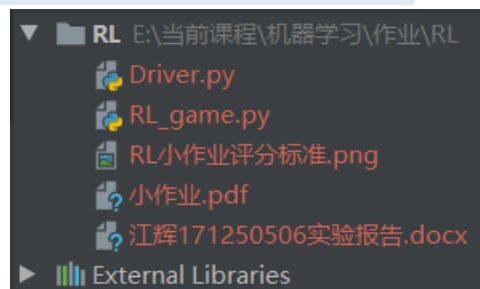 RL E:\当前课程\机器学习\作业\RL
Driver.py
RL_game.py
RL小作业评分标准.png
小作业.pdf
江辉171250506实验报告.docx
External Libraries